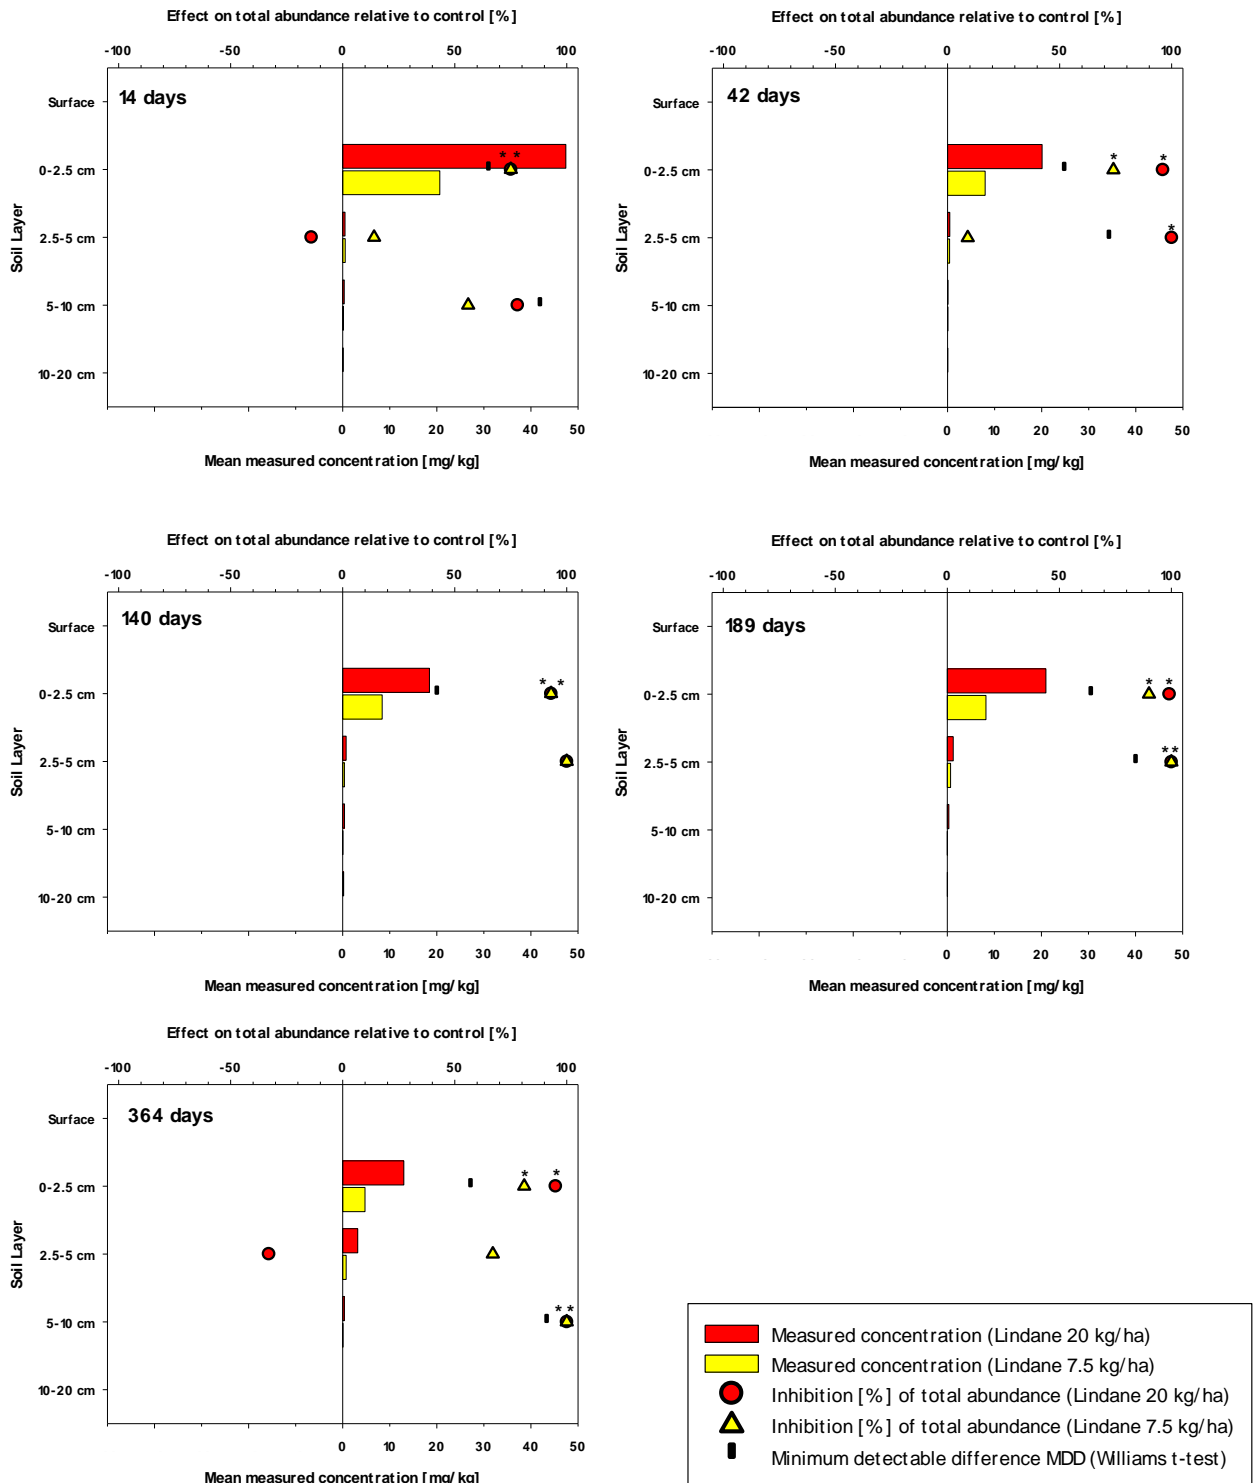 Effect on total abundance relative to control [%]
-100 -50 0 50 100
14 days
Surface
* *
0-2.5 cm
2.5-5 cm
5-10 cm
10-20 cm
Soil Layer
0 10 20 30 40 50
Mean measured concentration [mg/kg]
Effect on total abundance relative to control [%]
-100 -50 0 50 100
42 days
Surface
* *
0-2.5 cm
*
2.5-5 cm
5-10 cm
10-20 cm
Soil Layer
0 10 20 30 40 50
Mean measured concentration [mg/kg]
Effect on total abundance relative to control [%]
-100 -50 0 50 100
140 days
Surface
* *
0-2.5 cm
2.5-5 cm
5-10 cm
10-20 cm
Soil Layer
0 10 20 30 40 50
Mean measured concentration [mg/kg]
Effect on total abundance relative to control [%]
-100 -50 0 50 100
189 days
Surface
* *
0-2.5 cm
* *
2.5-5 cm
5-10 cm
10-20 cm
Soil Layer
0 10 20 30 40 50
Mean measured concentration [mg/kg]
Effect on total abundance relative to control [%]
-100 -50 0 50 100
364 days
Surface
* *
0-2.5 cm
2.5-5 cm
* *
5-10 cm
10-20 cm
Soil Layer
0 10 20 30 40 50
Mean measured concentration [mg/kg]
Measured concentration (Lindane 20 kg/ha)
Measured concentration (Lindane 7.5 kg/ha)
Inhibition [%] of total abundance (Lindane 20 kg/ha)
Inhibition [%] of total abundance (Lindane 7.5 kg/ha)
Minimum detectable difference MDD (Williams t-test)